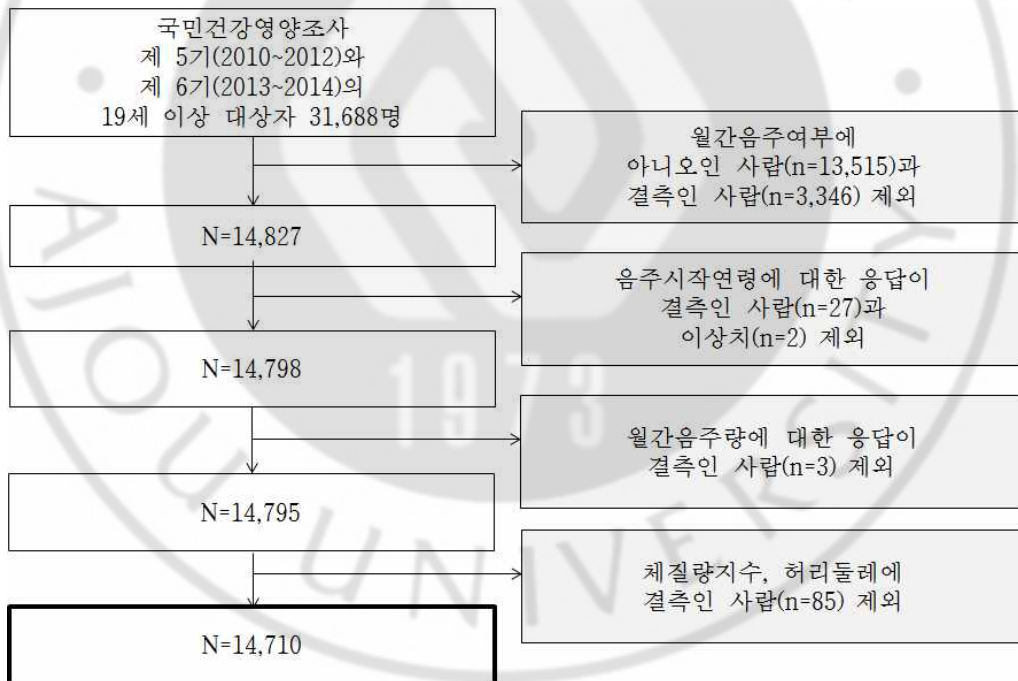 국민건강영양조사
제 5기(2010~2012)와
제 6기(2013~2014)의
19세 이상 대상자 31,688명
월간음주여부에
아니오인 사람(n=13,515)과
결측인 사람(n=3,346) 제외
N=14,827
음주시작연령에 대한 응답이
결측인 사람(n=27)과
이상치(n=2) 제외
N=14,798
월간음주량에 대한 응답이
결측인 사람(n=3) 제외
N=14,795
체질량지수, 허리둘레에
결측인 사람(n=85) 제외
N=14,710
AJOU UNIVERSITY
1973